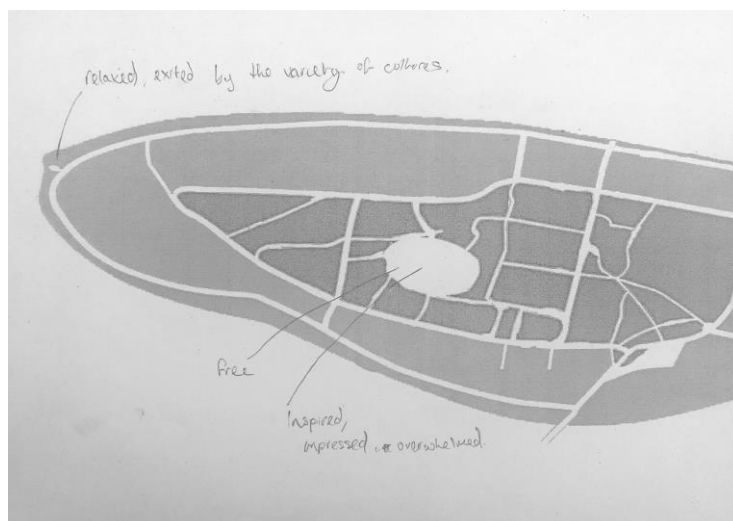 relaxed, exited by the variety of coltures.
free
Inspired,
impressed, overwhelmed.